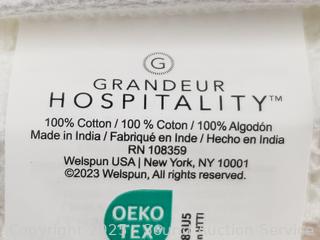 G
GRANDEUR
HOSPITALITY™
100% Cotton / 100 % Coton / 100% Algodón
Made in India / Fabriqué en Inde / Hecho en India
RN 108359
Welspun USA | New York, NY 10001
©2023 Welspun, All rights reserved.
OEKO
TEX